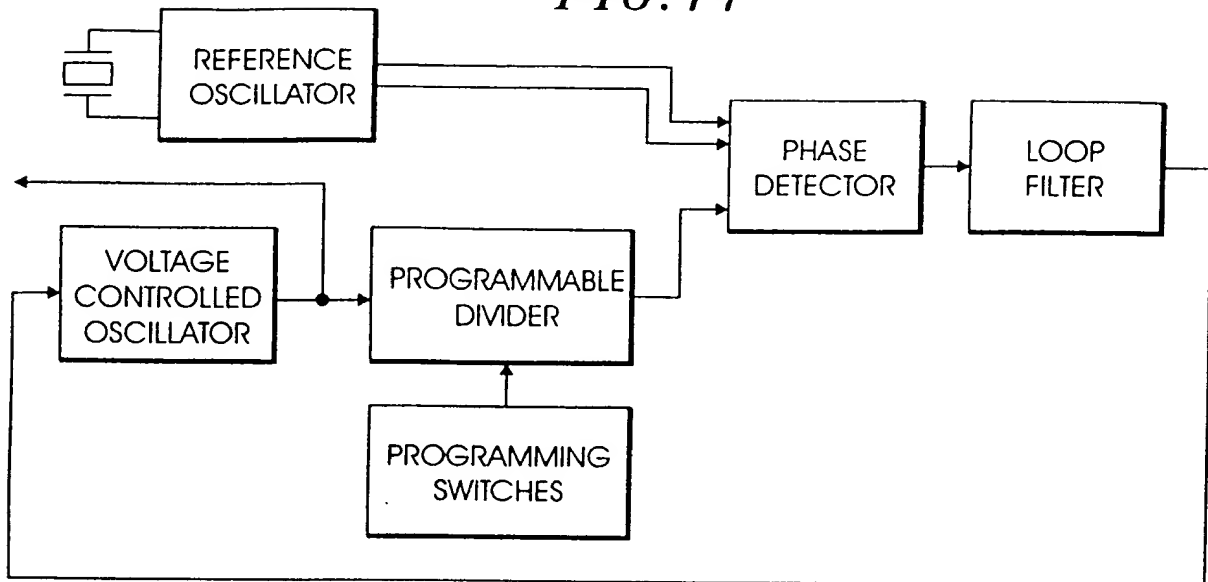 REFERENCE
OSCILLATOR
PHASE
DETECTOR
LOOP
FILTER
VOLTAGE
CONTROLLED
OSCILLATOR
PROGRAMMABLE
DIVIDER
PROGRAMMING
SWITCHES